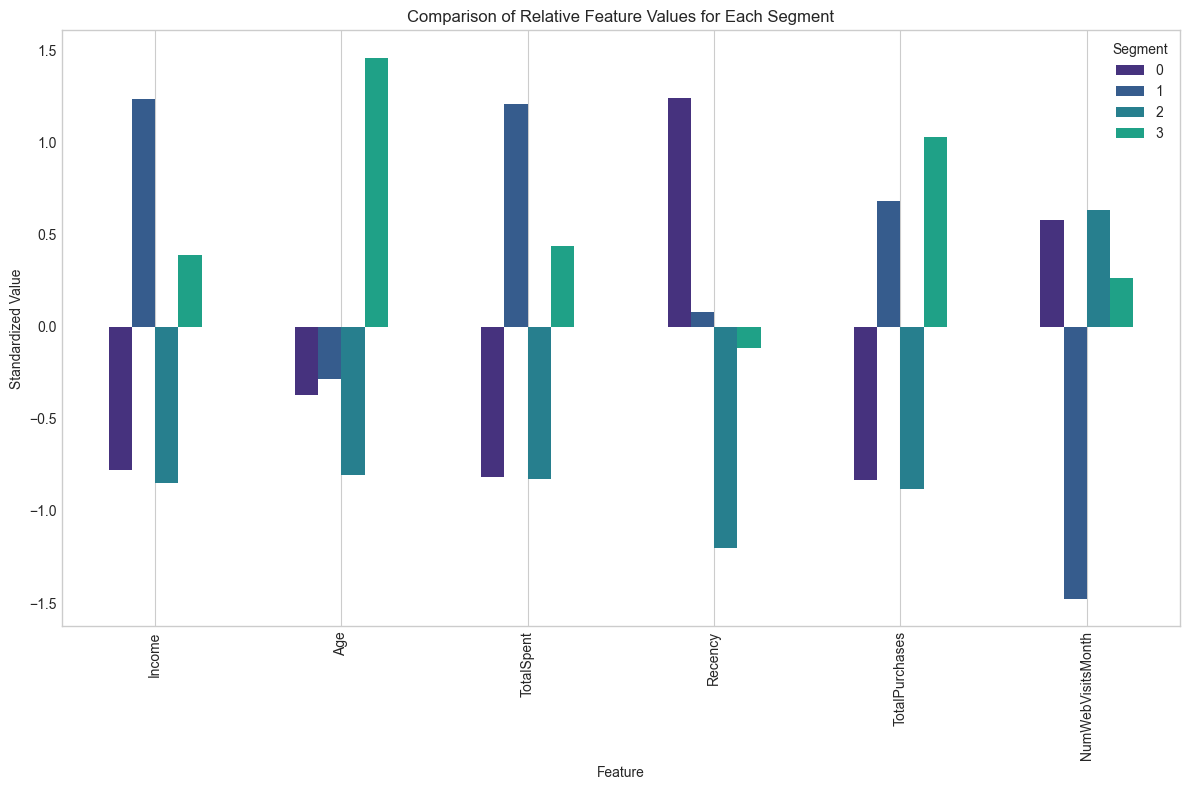 Comparison of Relative Feature Values for Each Segment
Standardized Value
1.5
1.0
0.5
0.0
−0.5
−1.0
−1.5
Segment
0
1
2
3
Income
Age
TotalSpent
Recency
TotalPurchases
NumWebVisitsMonth
Feature